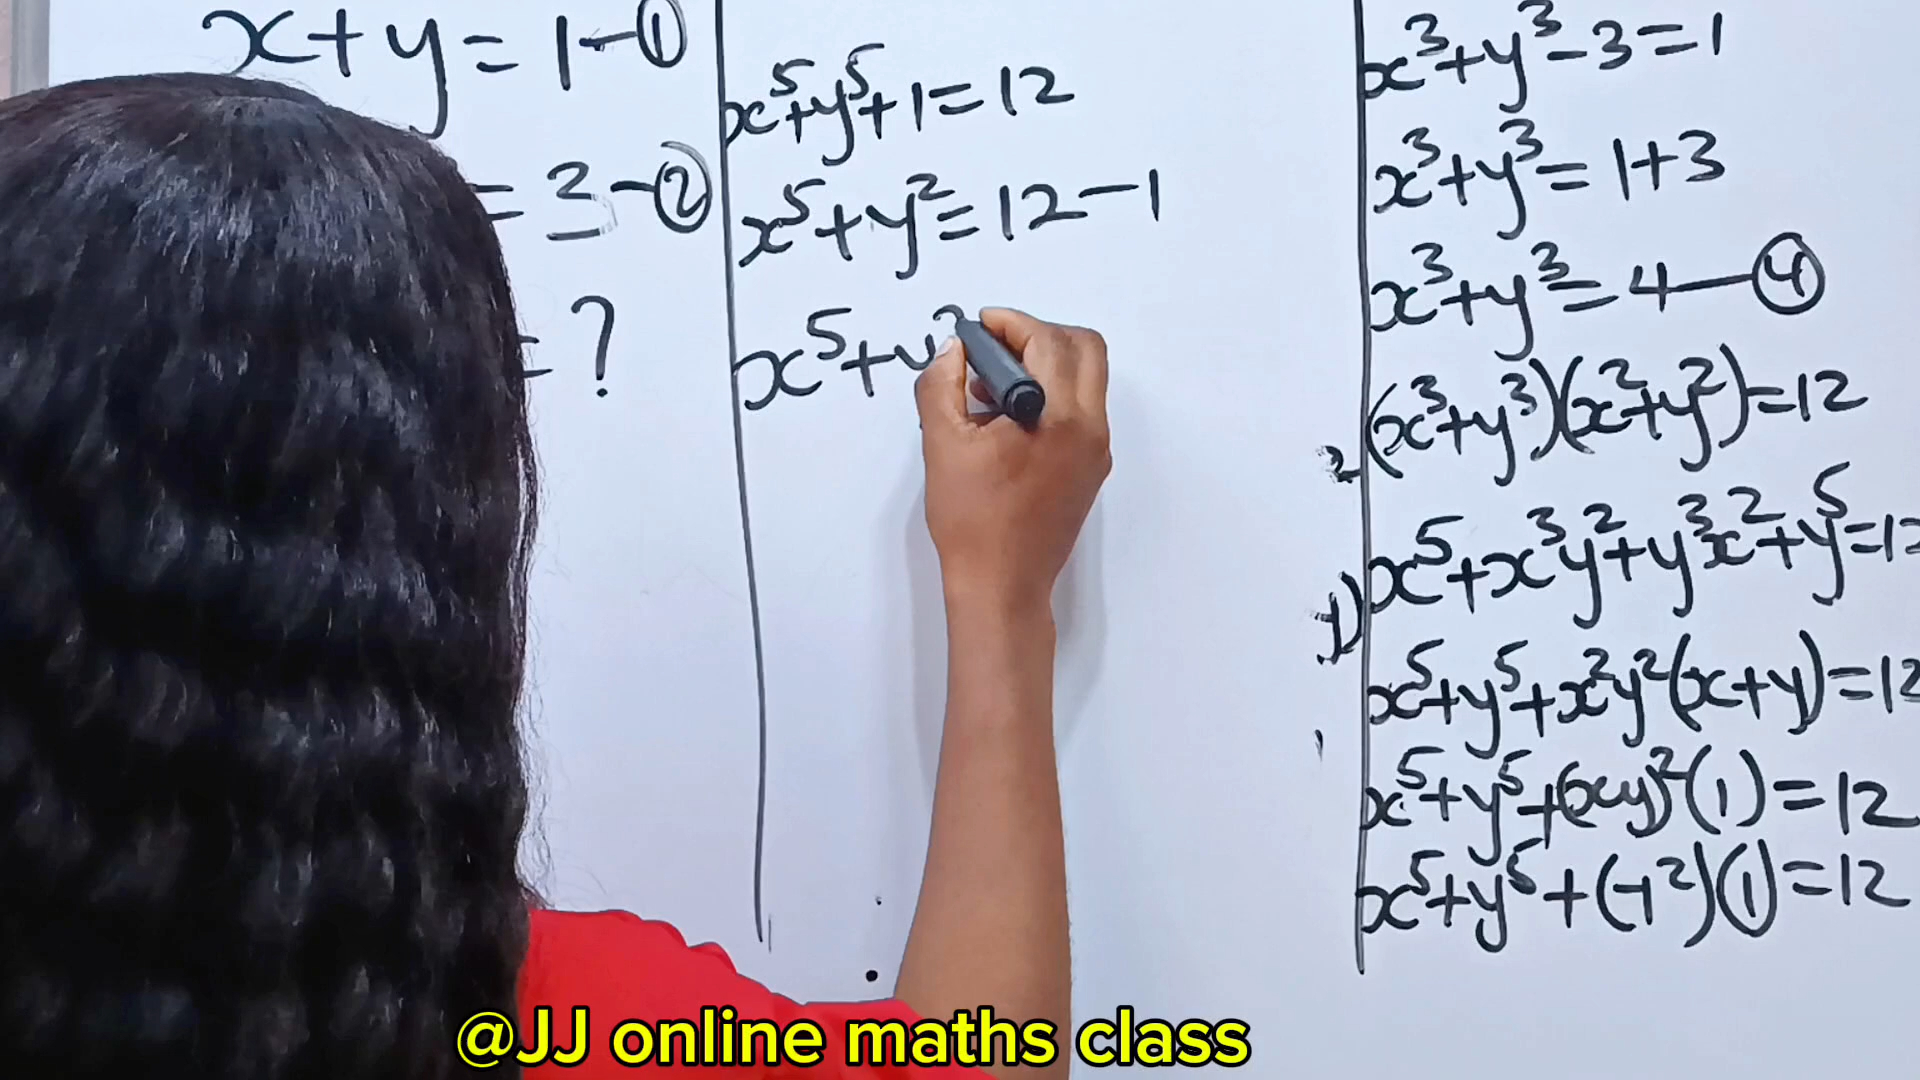 x+y=1-①
=3-②
=?
x⁵+y⁵+1=12
x⁵+y²=12-1
x⁵+y²
x³+y³-3=1
x³+y³=1+3
x³+y³=4-④
(x³+y³)(x²+y²)=12
x⁵+x³y²+y³x²+y⁵=12
x⁵+y⁵+x²y²(x+y)=12
x⁵+y⁵+(xy)²(1)=12
x⁵+y⁵+(-1²)(1)=12
@JJ online maths class